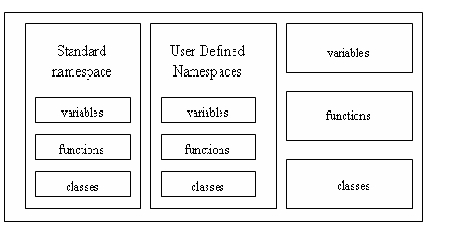 Standard
namespace
variables
functions
classes
User Defined
Namespaces
variables
functions
classes
variables
functions
classes